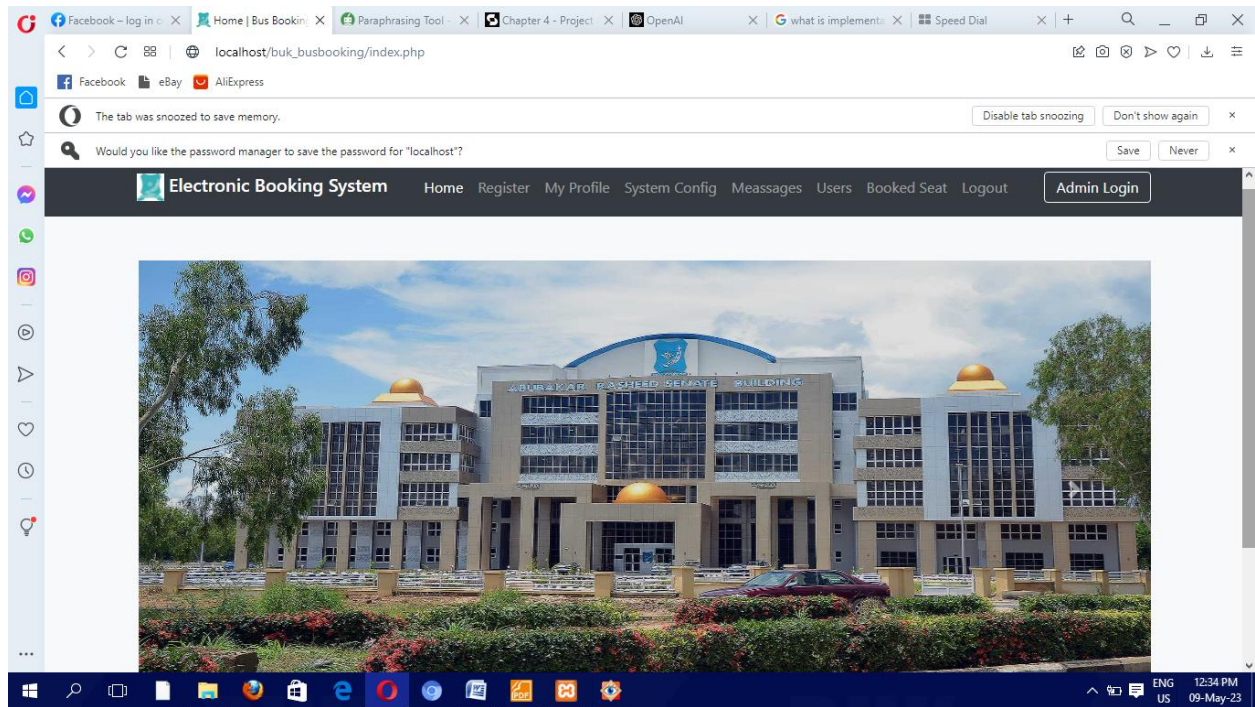 Facebook – log in o
Home | Bus Booking
Paraphrasing Tool -
Chapter 4 - Project
OpenAI
what is implementa
Speed Dial
localhost/buk_busbooking/index.php
Facebook eBay AliExpress
The tab was snoozed to save memory. Disable tab snoozing Don't show again
Would you like the password manager to save the password for "localhost"? Save Never
Electronic Booking System Home Register My Profile System Config Meassages Users Booked Seat Logout Admin Login
ABUBAKAR RASHEED SENATE BUILDING
PDF
ENG 12:34 PM
US 09-May-23